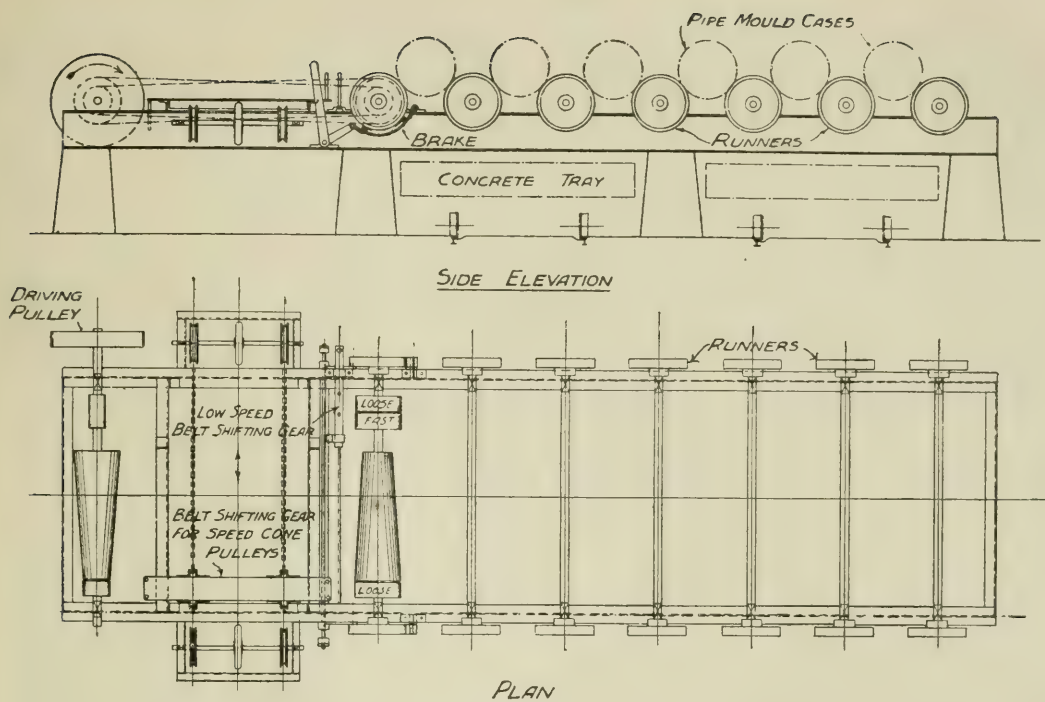 PIPE MOULD CASES
BRAKE
RUNNERS
CONCRETE TRAY
SIDE ELEVATION
DRIVING
PULLEY
RUNNERS
LOW SPEED
BELT SHIFTING GEAR
LOOSE
FAST
BELT SHIFTING GEAR
FOR SPEED CONE
PULLEYS
LOOSE
PLAN